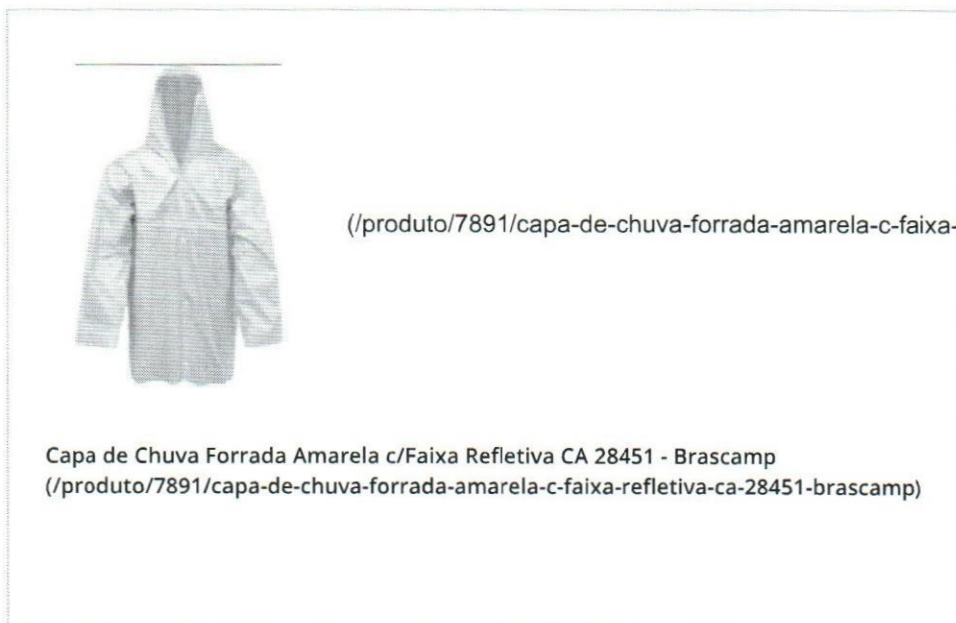 (/produto/7891/capa-de-chuva-forrada-amarela-c-faixa-
Capa de Chuva Forrada Amarela c/Faixa Refletiva CA 28451 - Brascamp
(/produto/7891/capa-de-chuva-forrada-amarela-c-faixa-refletiva-ca-28451-brascamp)